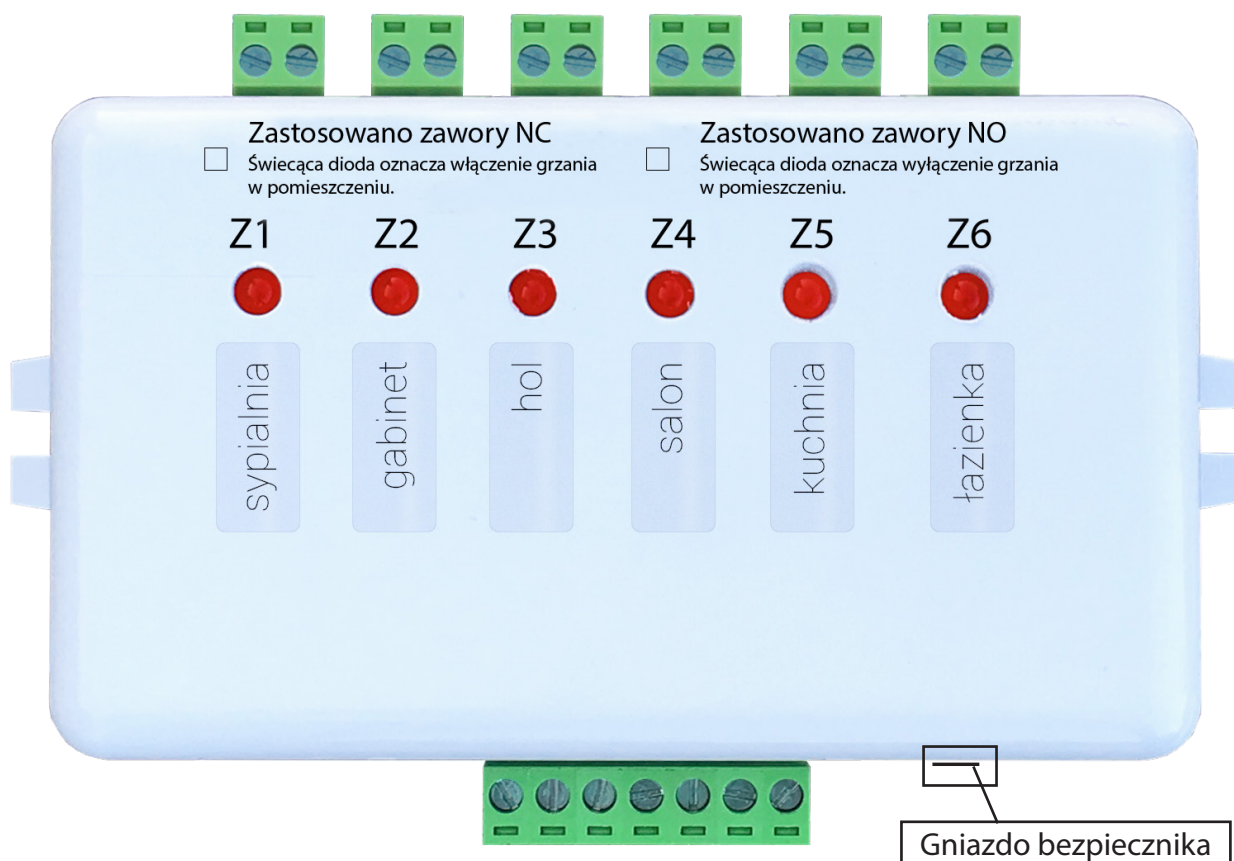 Zastosowano zawory NC
Świecąca dioda oznacza włączenie grzania
w pomieszczeniu.
Zastosowano zawory NO
Świecąca dioda oznacza wyłączenie grzania
w pomieszczeniu.
Z1 Z2 Z3 Z4 Z5 Z6
sypialnia
gabinet
hol
salon
kuchnia
łazienka
Gniazdo bezpiecznika